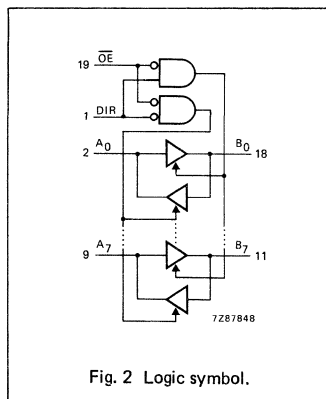 19 OE
1 DIR
2 A0 B0 18
9 A7 B7 11
7Z87848
Fig. 2 Logic symbol.